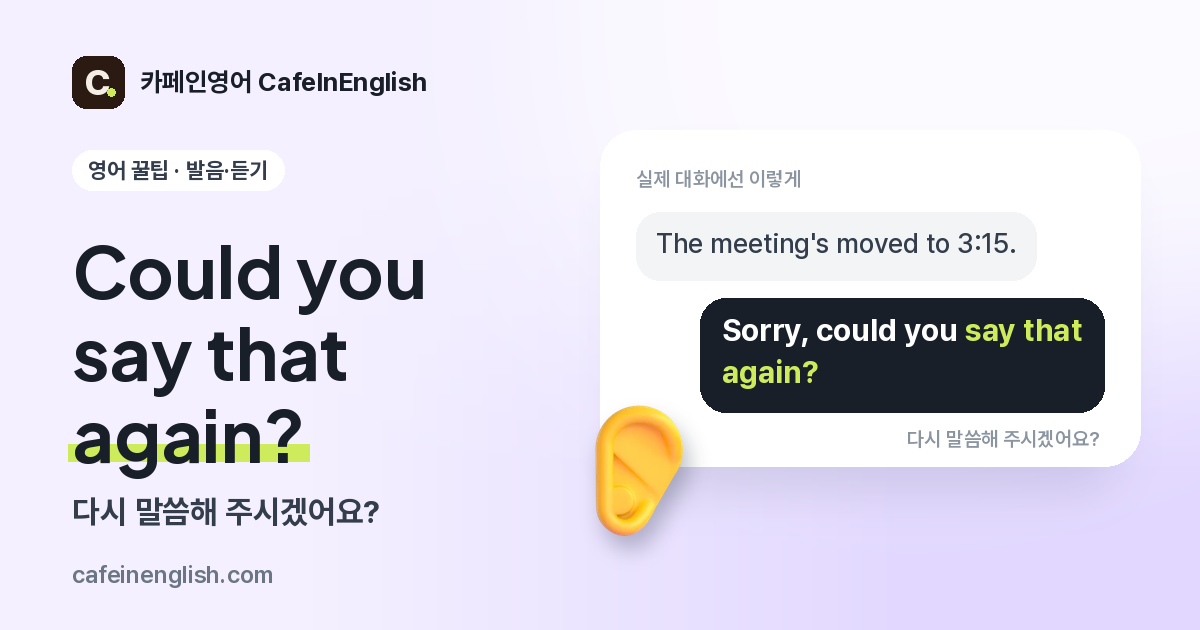 C
카페인영어 CafeInEnglish
영어 꿀팁 · 발음·듣기
Could you
say that
again?
다시 말씀해 주시겠어요?
cafeinenglish.com
실제 대화에선 이렇게
The meeting's moved to 3:15.
Sorry, could you say that
again?
다시 말씀해 주시겠어요?